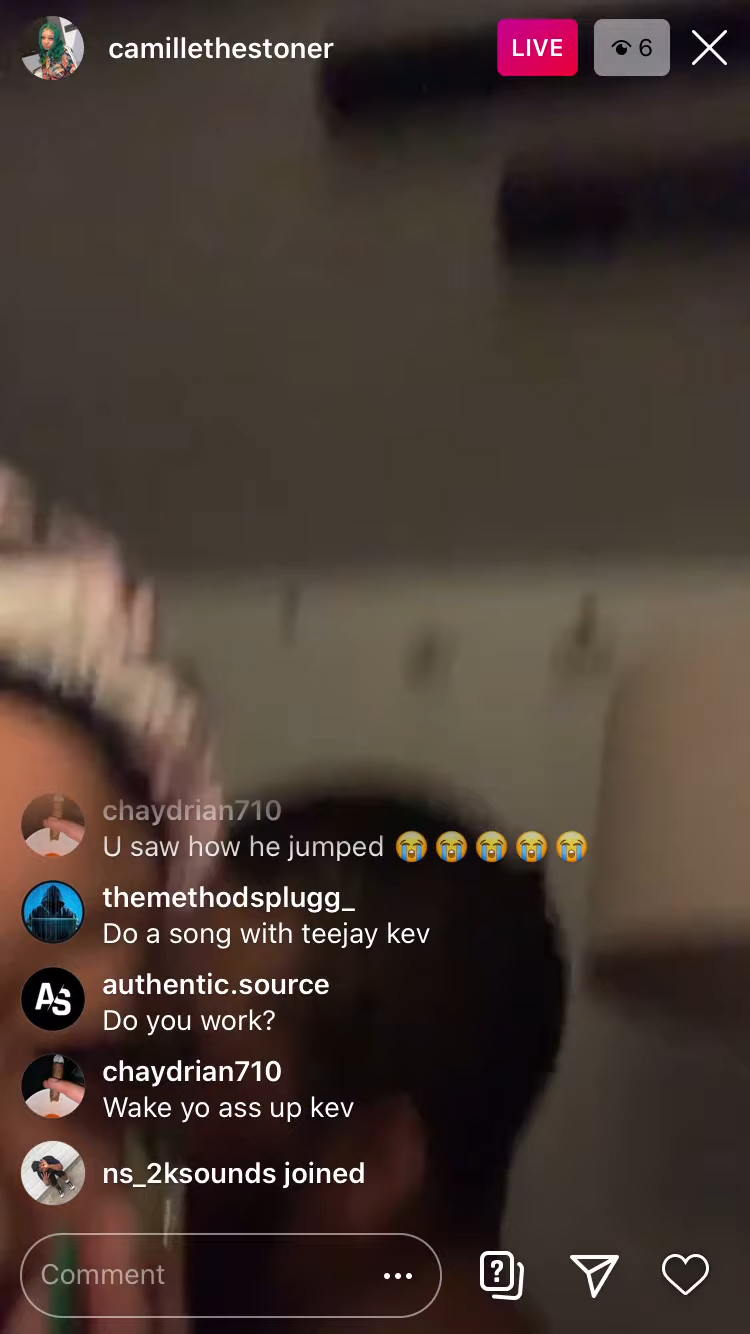 camillethestoner
LIVE
6
chaydrian710
U saw how he jumped 😭😭😭😭😭
themethodsplugg_
Do a song with teejay kev
AS
authentic.source
Do you work?
chaydrian710
Wake yo ass up kev
ns_2ksounds joined
Comment
?